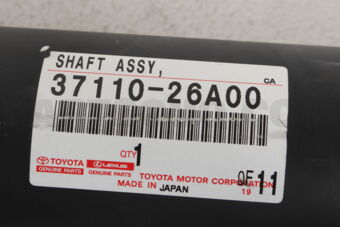 SHAFT ASSY,
CA
37110-26A00
QTY
1
TOYOTA
GENUINE PARTS
LEXUS
GENUINE PARTS
TOYOTA MOTOR CORPORATION
MADE IN JAPAN
19
0F11